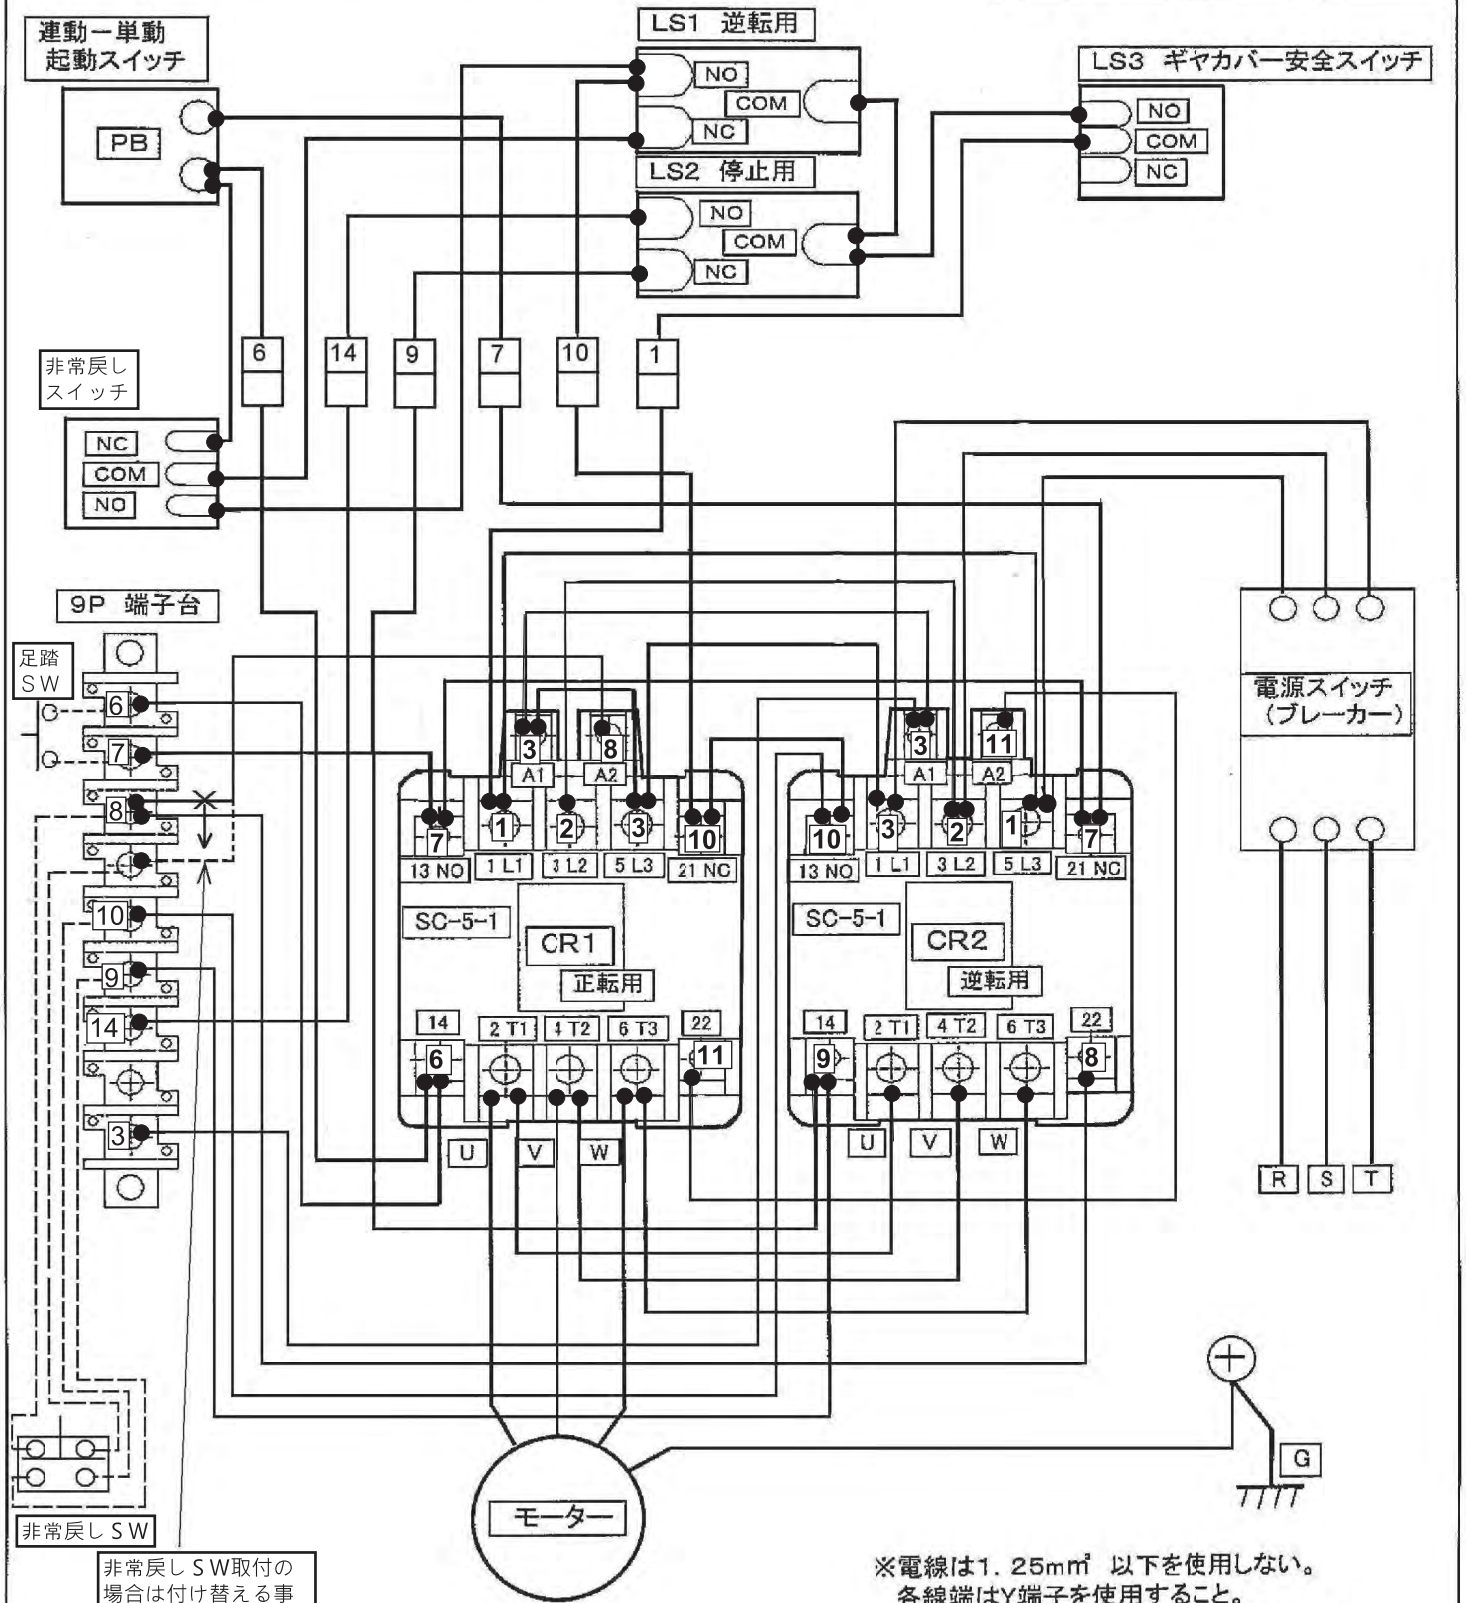 連動－単動
起動スイッチ
PB
LS1 逆転用
NO
COM
NC
LS2 停止用
NO
COM
NC
LS3 ギヤカバー安全スイッチ
NO
COM
NC
6
14
9
7
10
1
非常戻し
スイッチ
NC
COM
NO
9P 端子台
足踏
SW
6
7
8
10
9
14
3
3
8
A1
A2
7
1
2
3
10
13 NO
1 L1
3 L2
5 L3
21 NC
SC-5-1
CR1
正転用
14
2 T1
4 T2
6 T3
22
6
11
U
V
W
3
11
A1
A2
10
3
2
1
7
13 NO
1 L1
3 L2
5 L3
21 NC
SC-5-1
CR2
逆転用
14
2 T1
4 T2
6 T3
22
9
8
U
V
W
電源スイッチ
(ブレーカー)
R
S
T
G
モーター
非常戻しSW
非常戻しSW取付の
場合は付け替える事
※電線は1.25mm² 以下を使用しない。
各線端はY端子を使用すること。